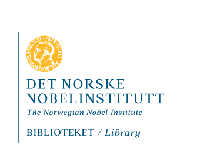 DET NORSKE
NOBELINSTITUTT
The Norwegian Nobel Institute
BIBLIOTEKET / Library